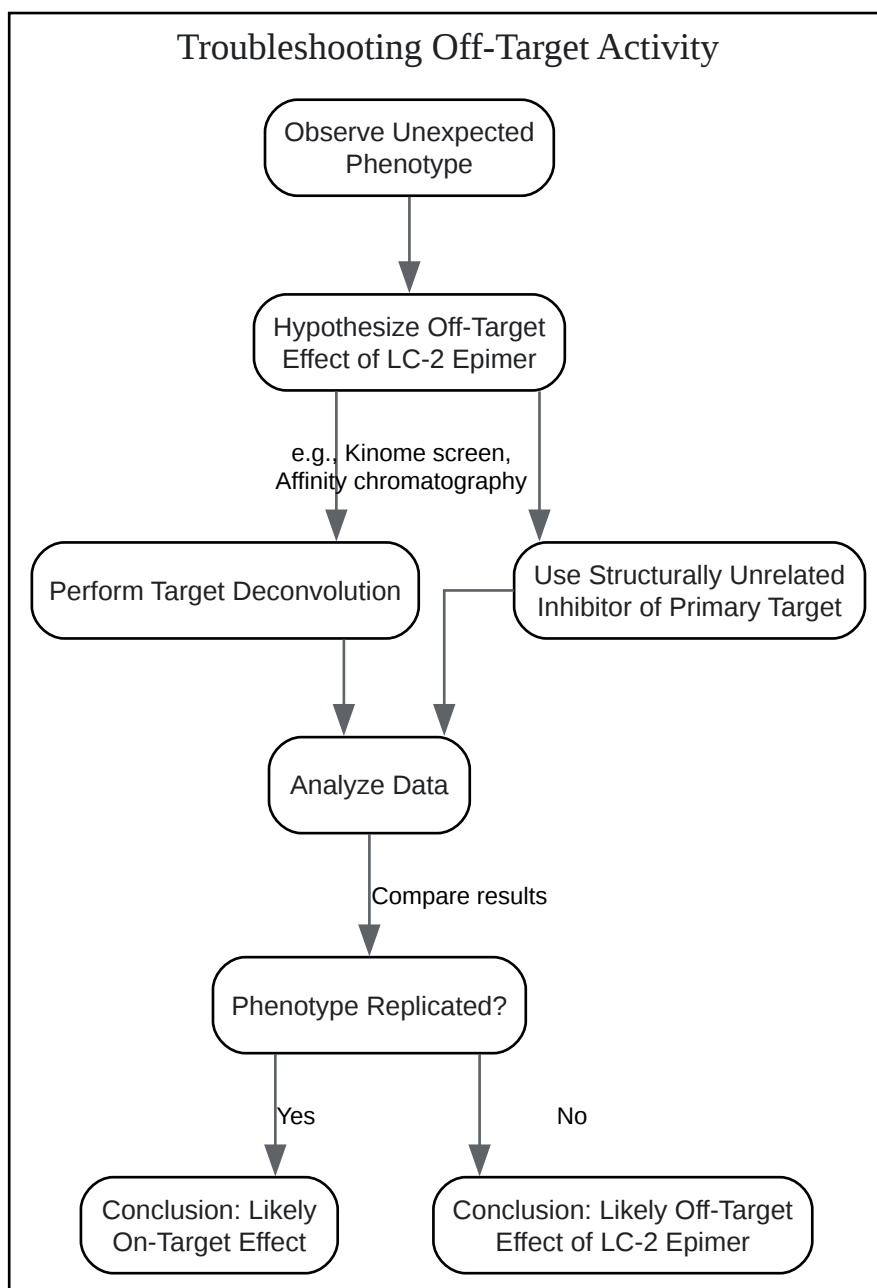 Troubleshooting Off-Target Activity
Observe Unexpected
Phenotype
Hypothesize Off-Target
Effect of LC-2 Epimer
e.g., Kinome screen,
Affinity chromatography
Perform Target Deconvolution
Use Structurally Unrelated
Inhibitor of Primary Target
Analyze Data
Compare results
Phenotype Replicated?
Yes
No
Conclusion: Likely
On-Target Effect
Conclusion: Likely Off-Target
Effect of LC-2 Epimer